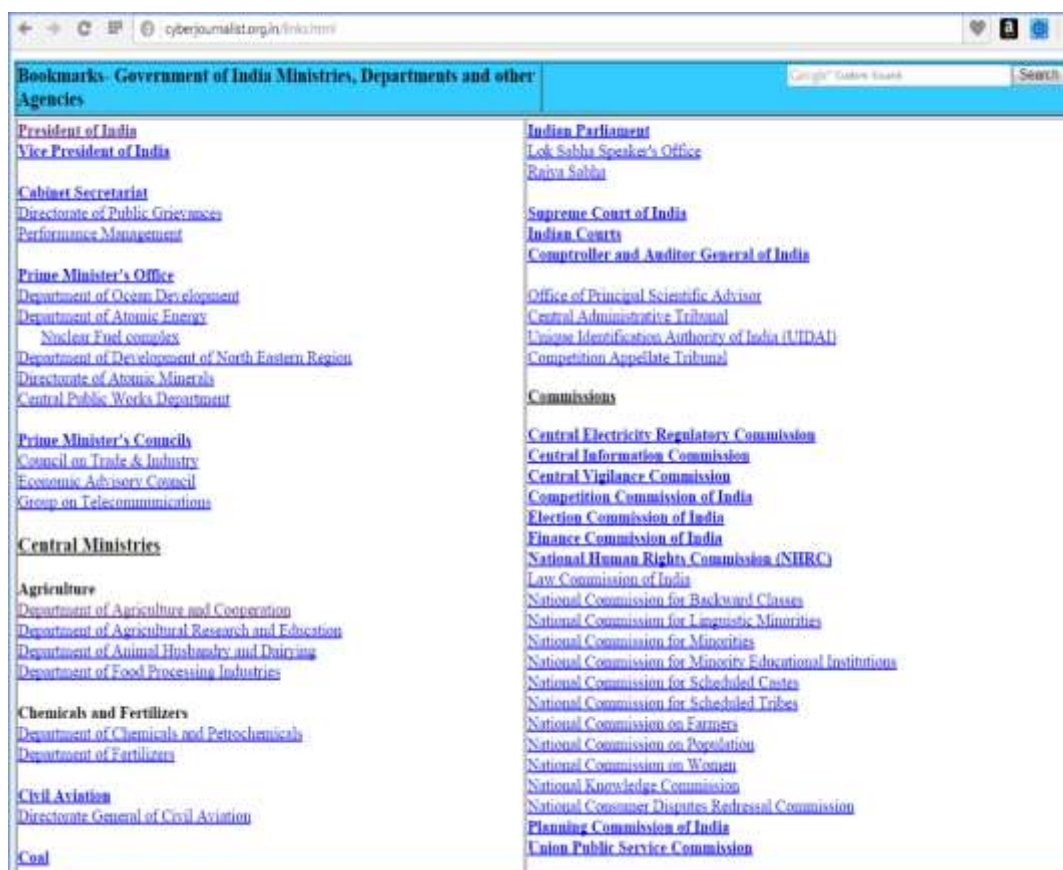 cyberjournalist.org.in/links.html
Bookmarks- Government of India Ministries, Departments and other
Agencies
Google Custom Search
Search
President of India
Vice President of India
Cabinet Secretariat
Directorate of Public Grievances
Performance Management
Prime Minister's Office
Department of Ocean Development
Department of Atomic Energy
Nuclear Fuel complex
Department of Development of North Eastern Region
Directorate of Atomic Minerals
Central Public Works Department
Prime Minister's Councils
Council on Trade & Industry
Economic Advisory Council
Group on Telecommunications
Central Ministries
Agriculture
Department of Agriculture and Cooperation
Department of Agricultural Research and Education
Department of Animal Husbandry and Dairying
Department of Food Processing Industries
Chemicals and Fertilizers
Department of Chemicals and Petrochemicals
Department of Fertilizers
Civil Aviation
Directorate General of Civil Aviation
Coal
Indian Parliament
Lok Sabha Speaker's Office
Rajya Sabha
Supreme Court of India
Indian Courts
Comptroller and Auditor General of India
Office of Principal Scientific Advisor
Central Administrative Tribunal
Unique Identification Authority of India (UIDAI)
Competition Appellate Tribunal
Commissions
Central Electricity Regulatory Commission
Central Information Commission
Central Vigilance Commission
Competition Commission of India
Election Commission of India
Finance Commission of India
National Human Rights Commission (NHRC)
Law Commission of India
National Commission for Backward Classes
National Commission for Linguistic Minorities
National Commission for Minorities
National Commission for Minority Educational Institutions
National Commission for Scheduled Castes
National Commission for Scheduled Tribes
National Commission on Farmers
National Commission on Population
National Commission on Women
National Knowledge Commission
National Consumer Disputes Redressal Commission
Planning Commission of India
Union Public Service Commission